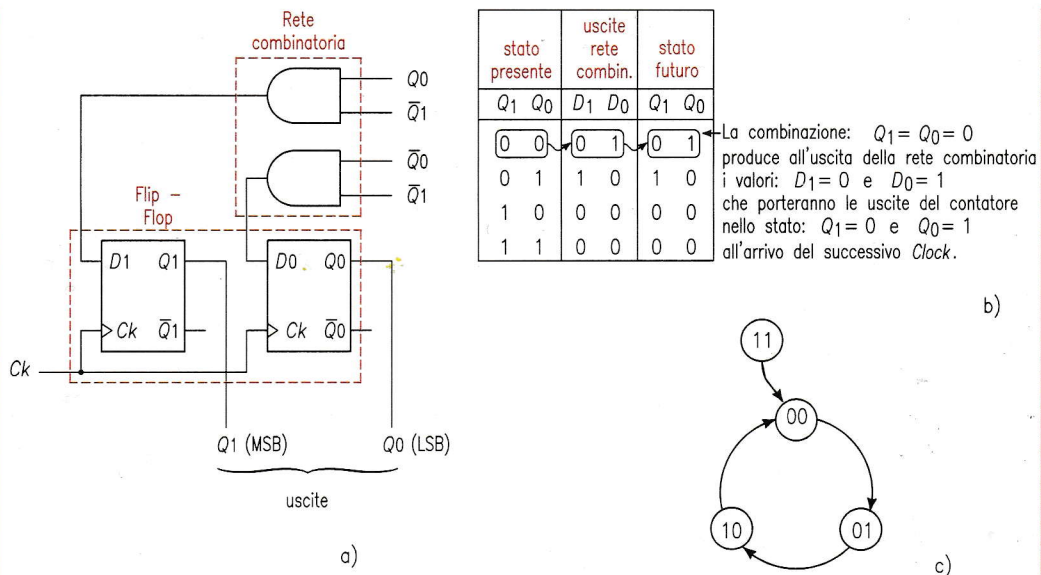 Rete
combinatoria
Q0
Q̅1
Q̅0
Q̅1
Flip –
Flop
D1 Q1
Ck Q̅1
D0 Q0
Ck Q̅0
Ck
Q1 (MSB) Q0 (LSB)
uscite
a)
stato presente uscite rete combin. stato futuro
Q1 Q0 D1 D0 Q1 Q0
0 0 0 1 0 1
0 1 1 0 1 0
1 0 0 0 0 0
1 1 0 0 0 0
La combinazione: Q1 = Q0 = 0
produce all'uscita della rete combinatoria
i valori: D1 = 0 e D0 = 1
che porteranno le uscite del contatore
nello stato: Q1 = 0 e Q0 = 1
all'arrivo del successivo Clock.
b)
11
00
10
01
c)